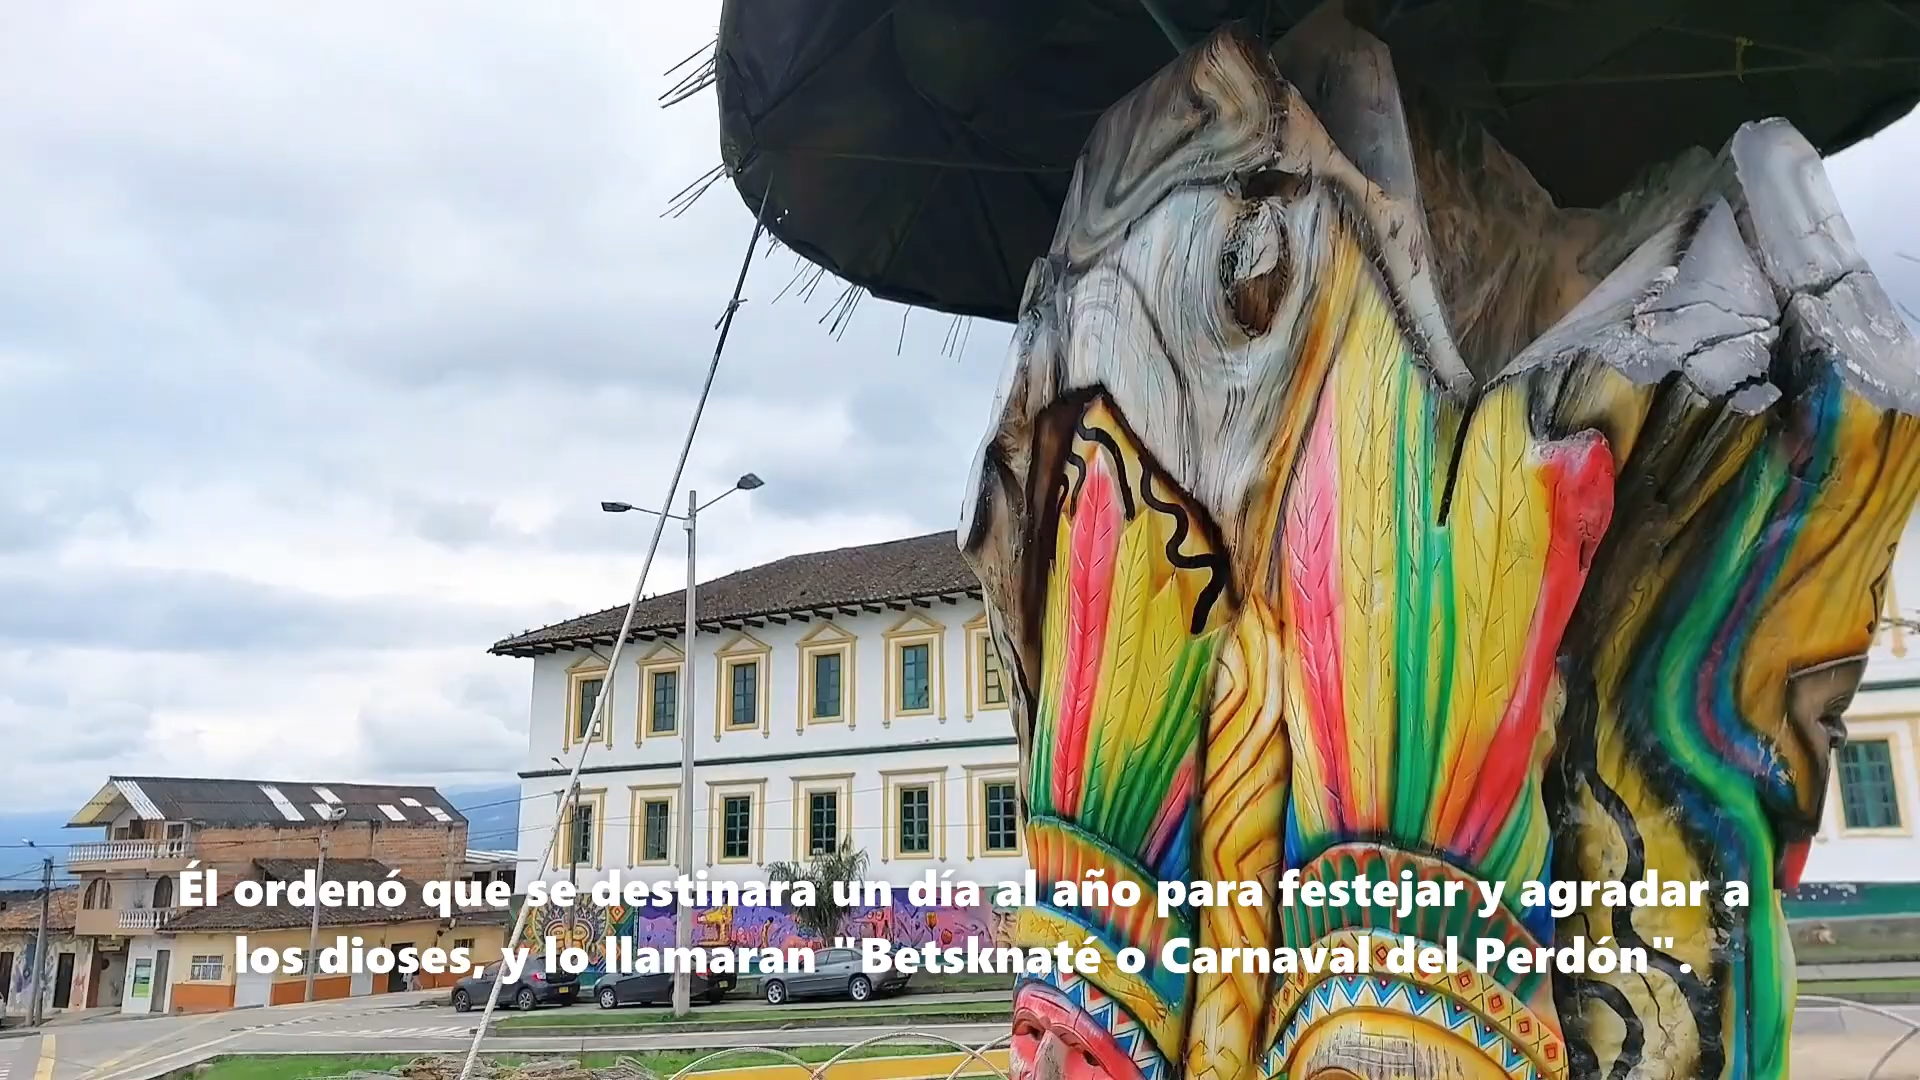 Él ordenó que se destinara un día al año para festejar y agradar a
los dioses, y lo llamaran "Betsknaté o Carnaval del Perdón".